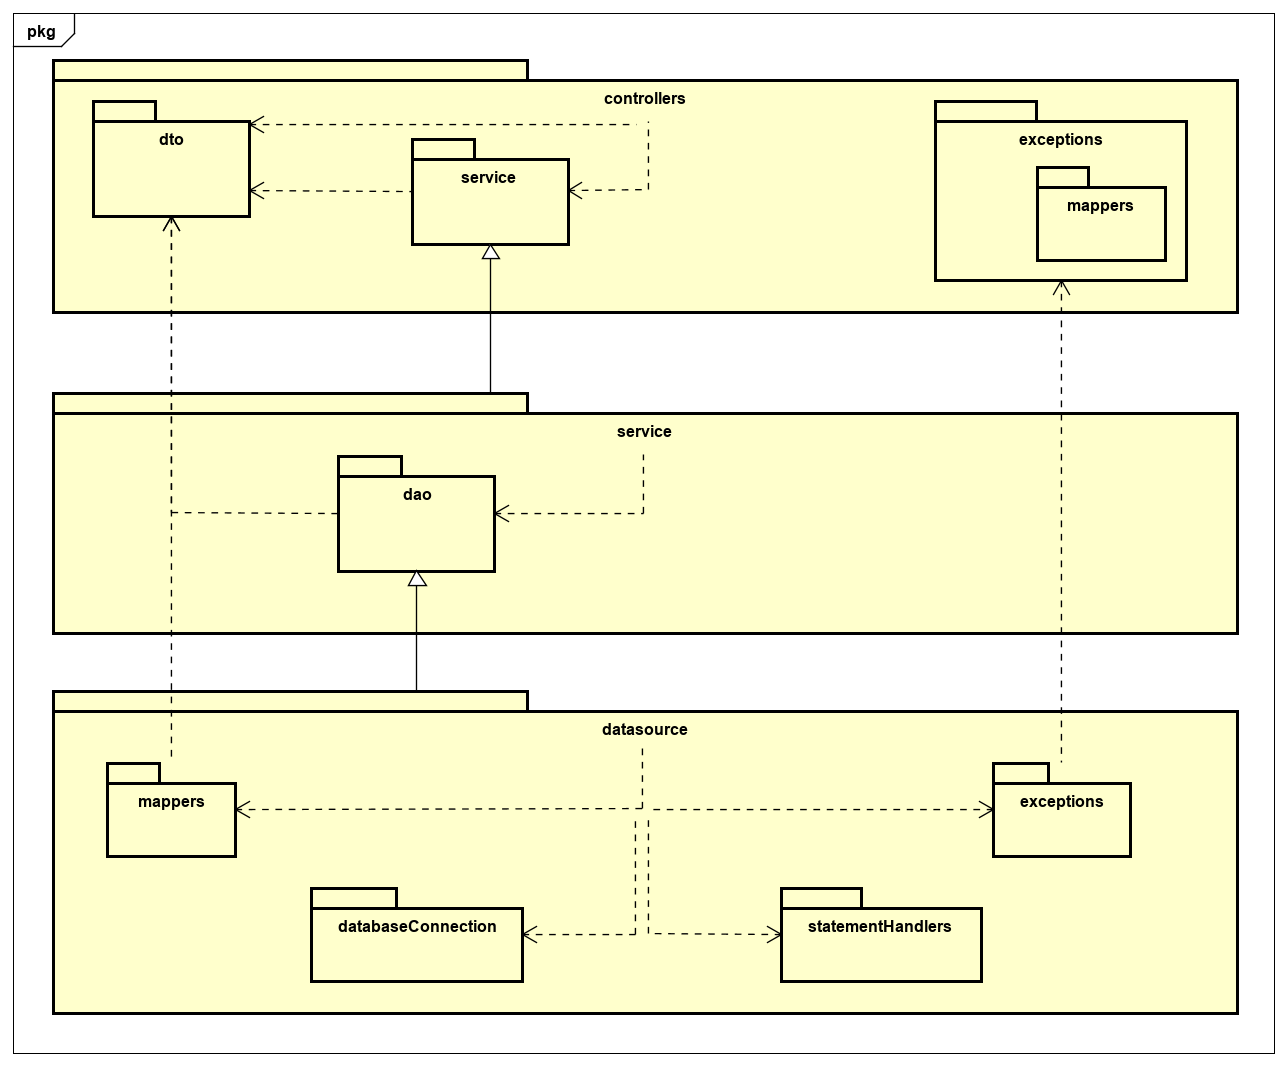 pkg
controllers
dto
service
exceptions
mappers
service
dao
datasource
mappers
exceptions
databaseConnection
statementHandlers